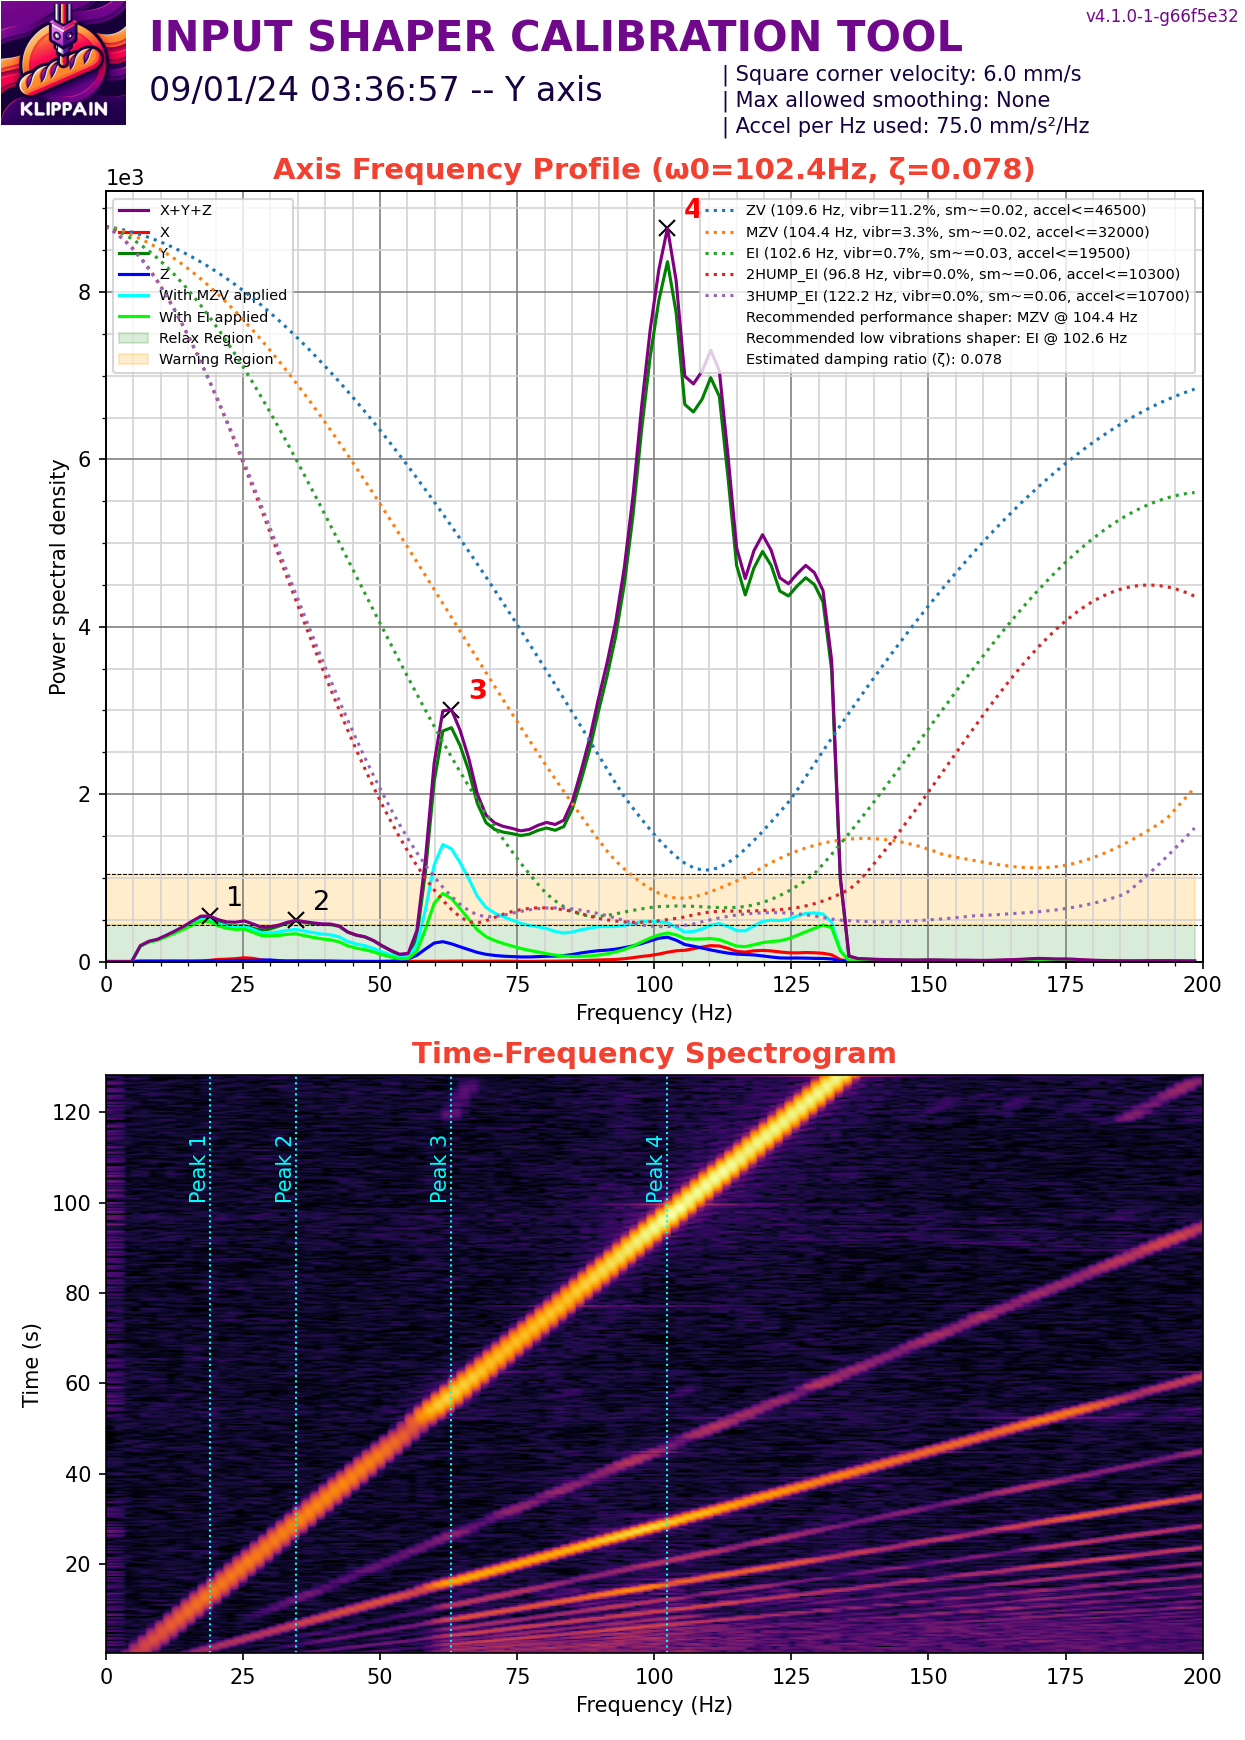 v4.1.0-1-g66f5e32
INPUT SHAPER CALIBRATION TOOL
KLIPPAIN
09/01/24 03:36:57 -- Y axis
| Square corner velocity: 6.0 mm/s
| Max allowed smoothing: None
| Accel per Hz used: 75.0 mm/s²/Hz
Axis Frequency Profile (ω0=102.4Hz, ζ=0.078)
1e3
X+Y+Z
X
Y
Z
With MZV applied
With EI applied
Relax Region
Warning Region
ZV (109.6 Hz, vibr=11.2%, sm~=0.02, accel<=46500)
MZV (104.4 Hz, vibr=3.3%, sm~=0.02, accel<=32000)
EI (102.6 Hz, vibr=0.7%, sm~=0.03, accel<=19500)
2HUMP_EI (96.8 Hz, vibr=0.0%, sm~=0.06, accel<=10300)
3HUMP_EI (122.2 Hz, vibr=0.0%, sm~=0.06, accel<=10700)
Recommended performance shaper: MZV @ 104.4 Hz
Recommended low vibrations shaper: EI @ 102.6 Hz
Estimated damping ratio (ζ): 0.078
4
3
1
2
Power spectral density
8
6
4
2
0
0 25 50 75 100 125 150 175 200
Frequency (Hz)
Time-Frequency Spectrogram
Peak 1
Peak 2
Peak 3
Peak 4
Time (s)
120
100
80
60
40
20
0 25 50 75 100 125 150 175 200
Frequency (Hz)